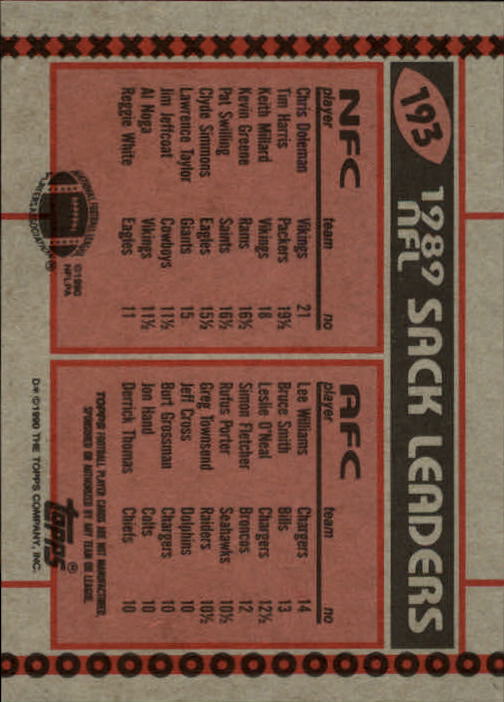 193
1989 SACK LEADERS
NFL
NFC
player team no
Chris Doleman Vikings 21
Tim Harris Packers 19½
Keith Millard Vikings 18
Kevin Greene Rams 16½
Pat Swilling Saints 16½
Clyde Simmons Eagles 15½
Lawrence Taylor Giants 15
Jim Jeffcoat Cowboys 11½
Al Noga Vikings 11½
Reggie White Eagles 11
©1990
NFLPA
AFC
player team no
Lee Williams Chargers 14
Bruce Smith Bills 13
Leslie O'Neal Chargers 12½
Simon Fletcher Broncos 12
Rufus Porter Seahawks 10½
Greg Townsend Raiders 10½
Jeff Cross Dolphins 10
Burt Grossman Chargers 10
Jon Hand Colts 10
Derrick Thomas Chiefs 10
TOPPS FOOTBALL PLAYER CARDS ARE NOT MANUFACTURED,
SPONSORED OR AUTHORIZED BY ANY TEAM OR LEAGUE.
topps®
D* ©1990 THE TOPPS COMPANY, INC.